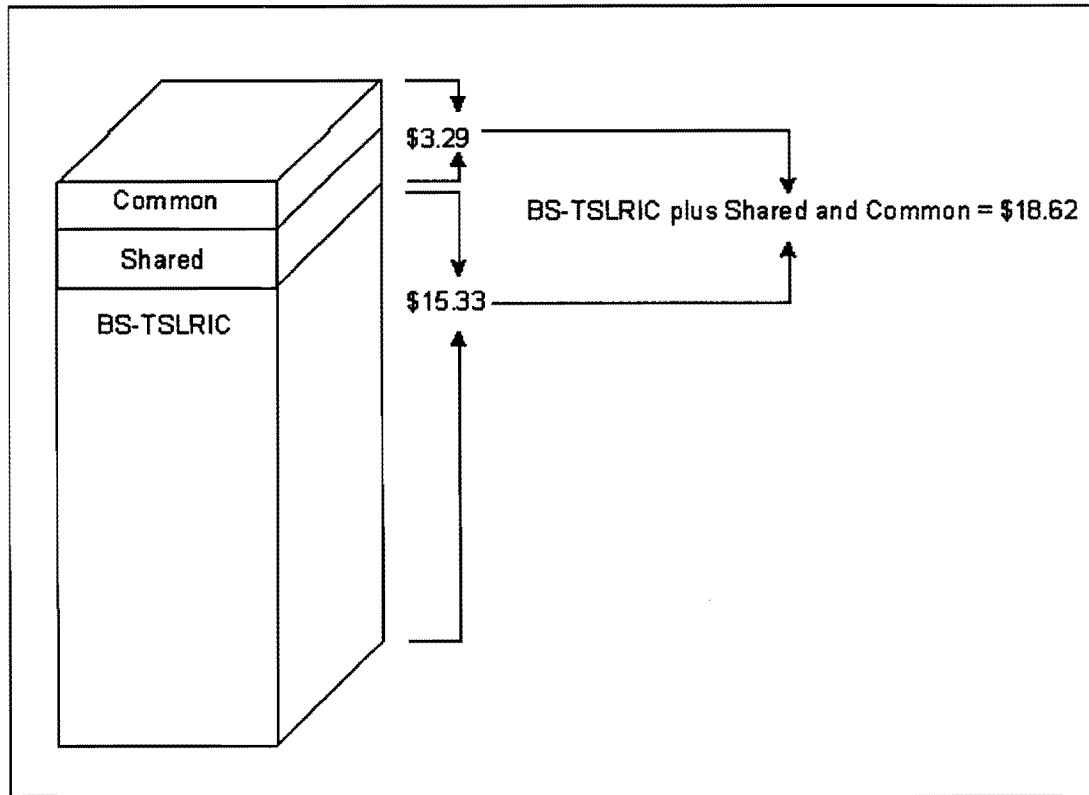 $3.29
Common
BS-TSLRIC plus Shared and Common = $18.62
Shared
$15.33
BS-TSLRIC